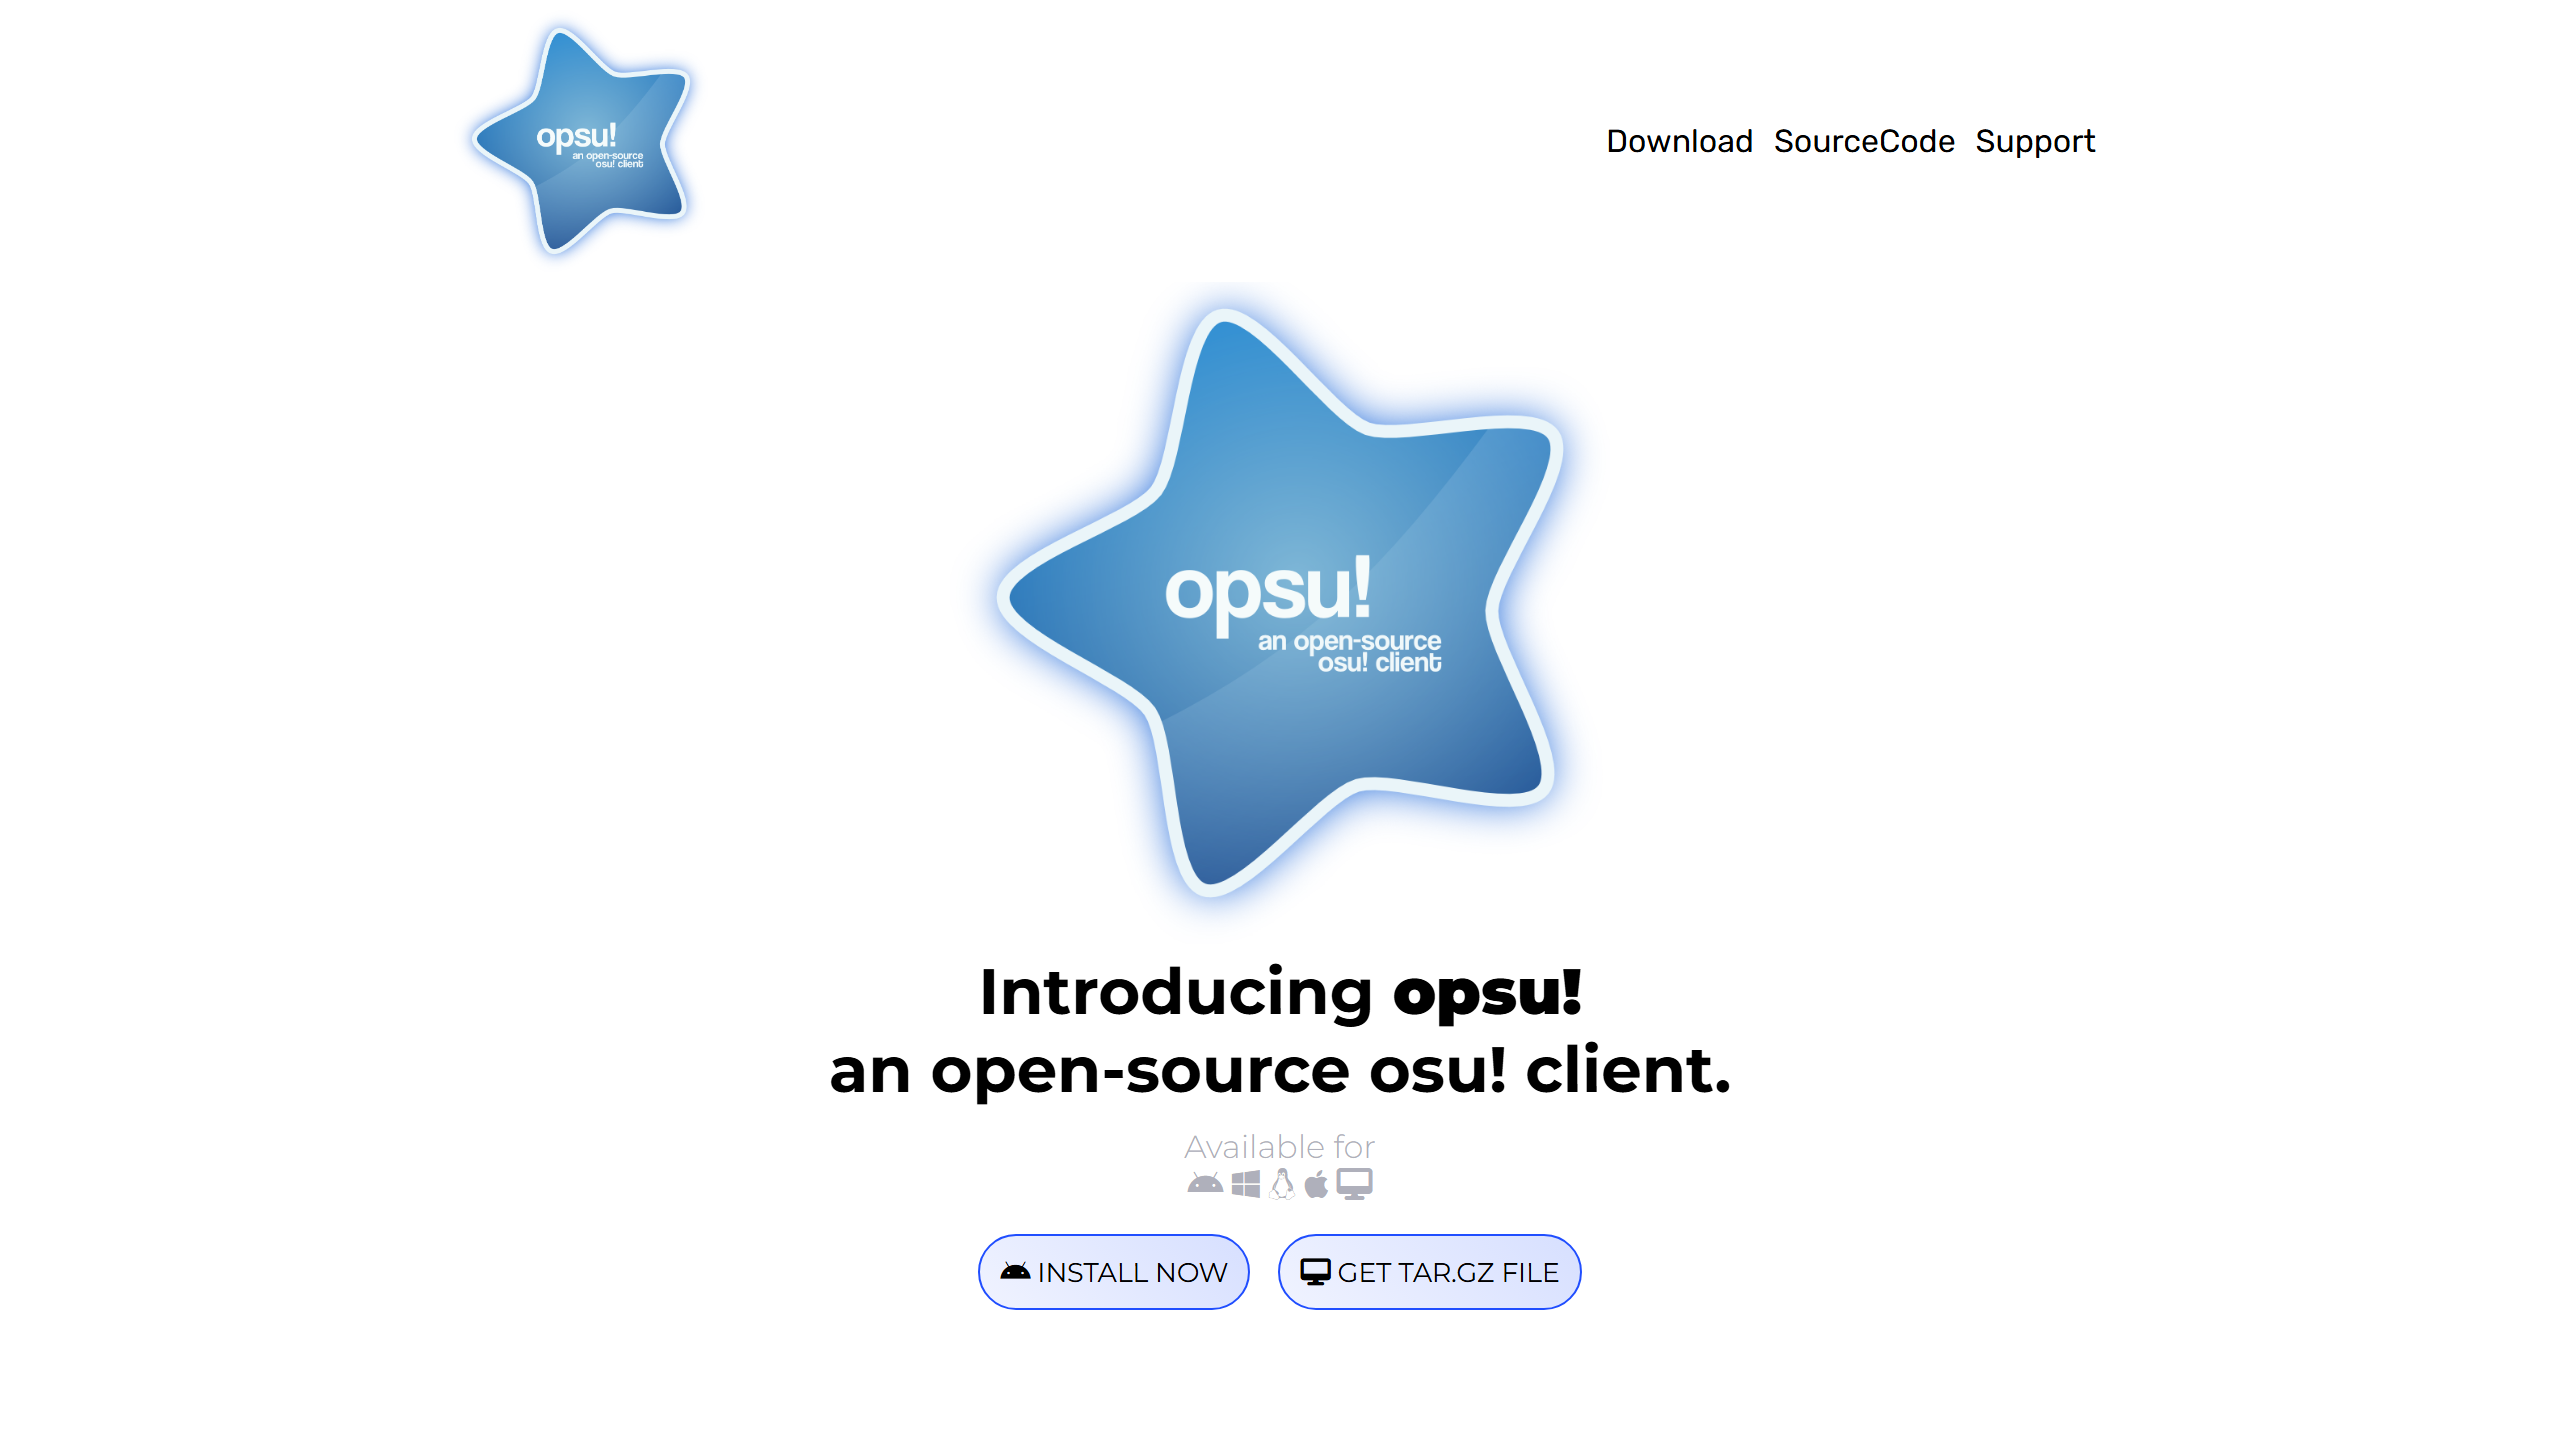 opsu!
an open-source
osu! client
Download SourceCode Support
opsu!
an open-source
osu! client
Introducing opsu!
an open-source osu! client.
Available for
INSTALL NOW
GET TAR.GZ FILE